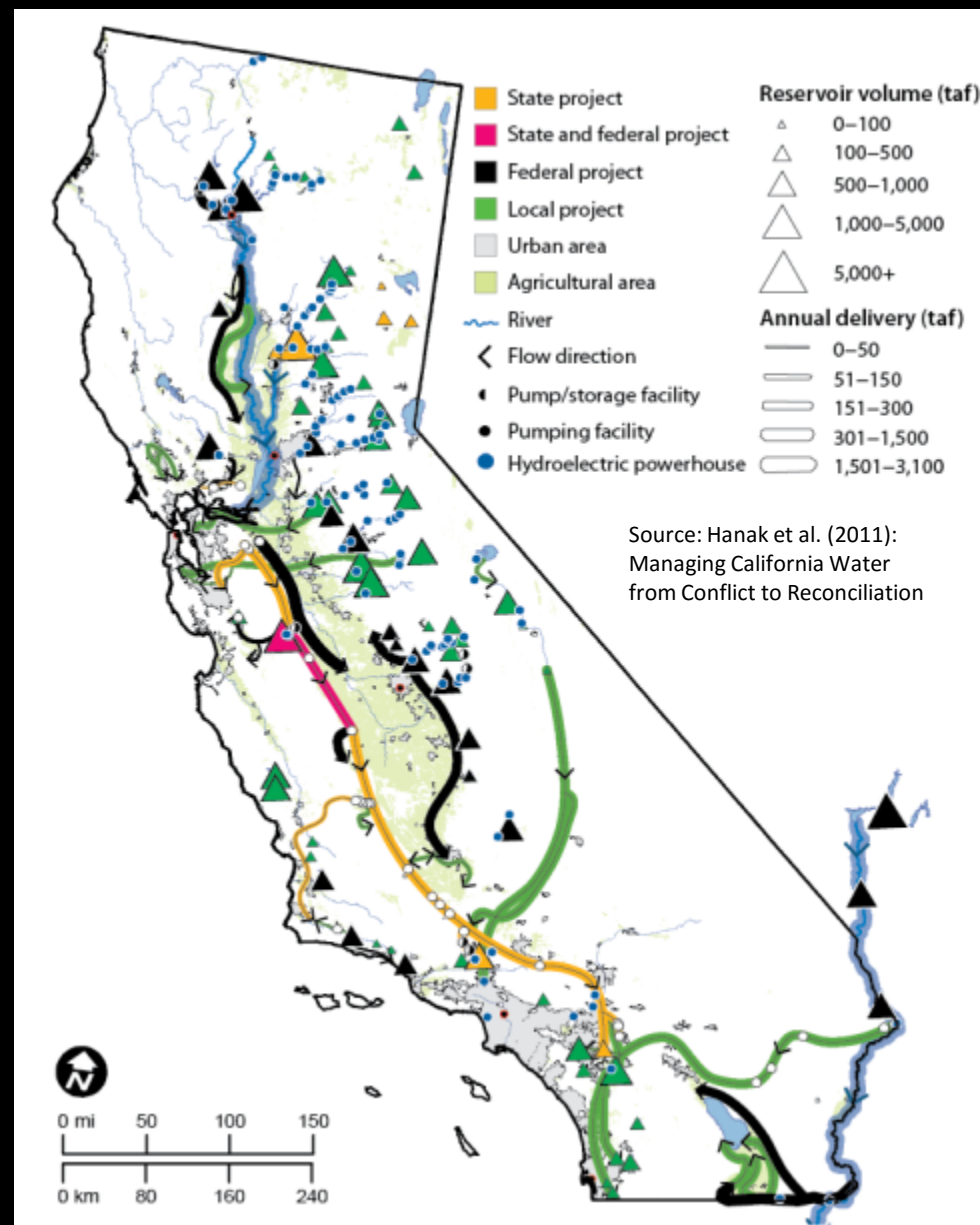 State project
State and federal project
Federal project
Local project
Urban area
Agricultural area
River
Flow direction
Pump/storage facility
Pumping facility
Hydroelectric powerhouse
Reservoir volume (taf)
0–100
100–500
500–1,000
1,000–5,000
5,000+
Annual delivery (taf)
0–50
51–150
151–300
301–1,500
1,501–3,100
Source: Hanak et al. (2011):
Managing California Water
from Conflict to Reconciliation
N
0 mi 50 100 150
0 km 80 160 240